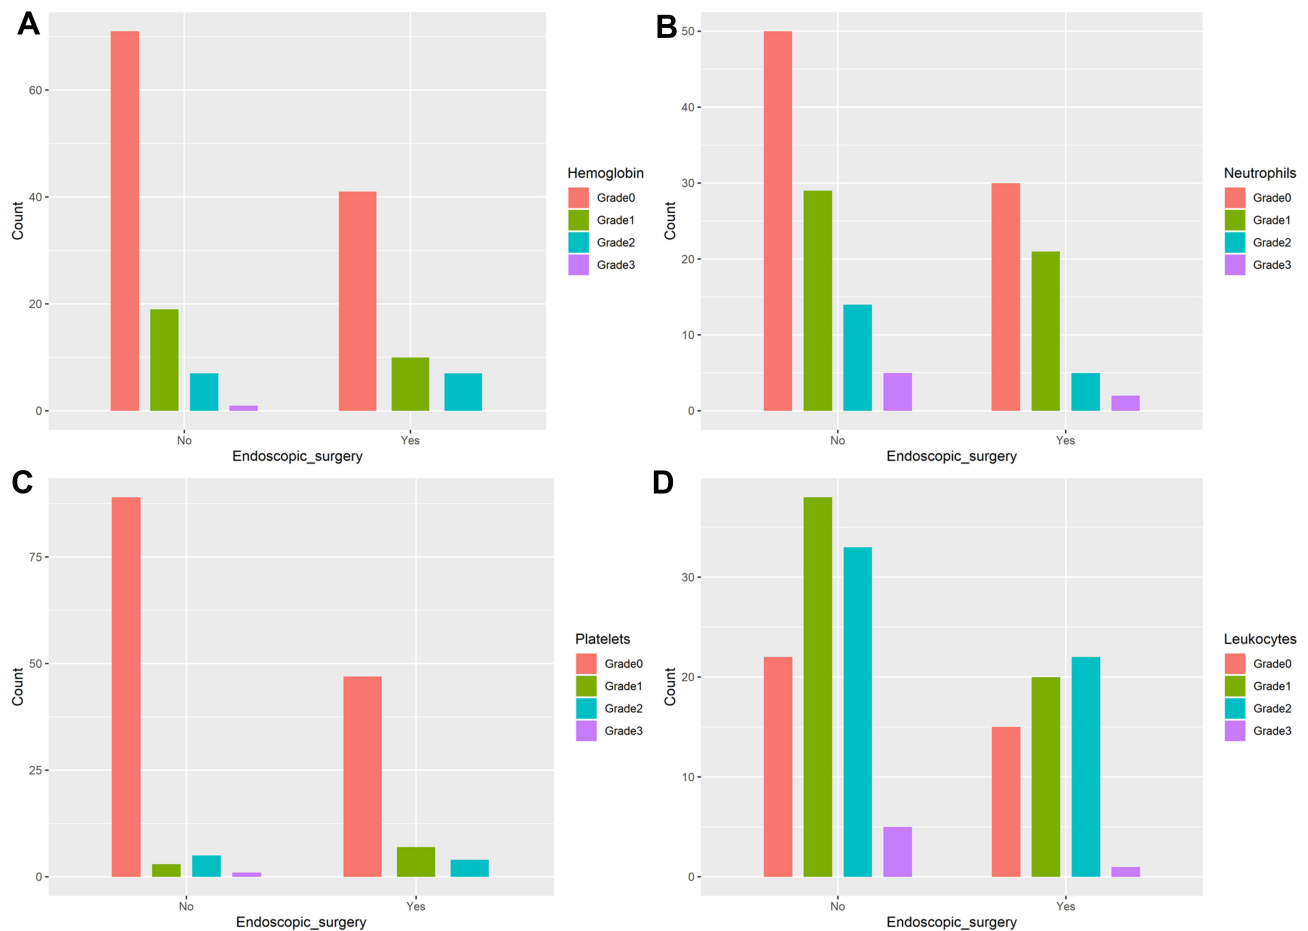 A
Count
60
40
20
0
No
Yes
Endoscopic_surgery
Hemoglobin
Grade0
Grade1
Grade2
Grade3
B
Count
50
40
30
20
10
0
No
Yes
Endoscopic_surgery
Neutrophils
Grade0
Grade1
Grade2
Grade3
C
Count
75
50
25
0
No
Yes
Endoscopic_surgery
Platelets
Grade0
Grade1
Grade2
Grade3
D
Count
30
20
10
0
No
Yes
Endoscopic_surgery
Leukocytes
Grade0
Grade1
Grade2
Grade3